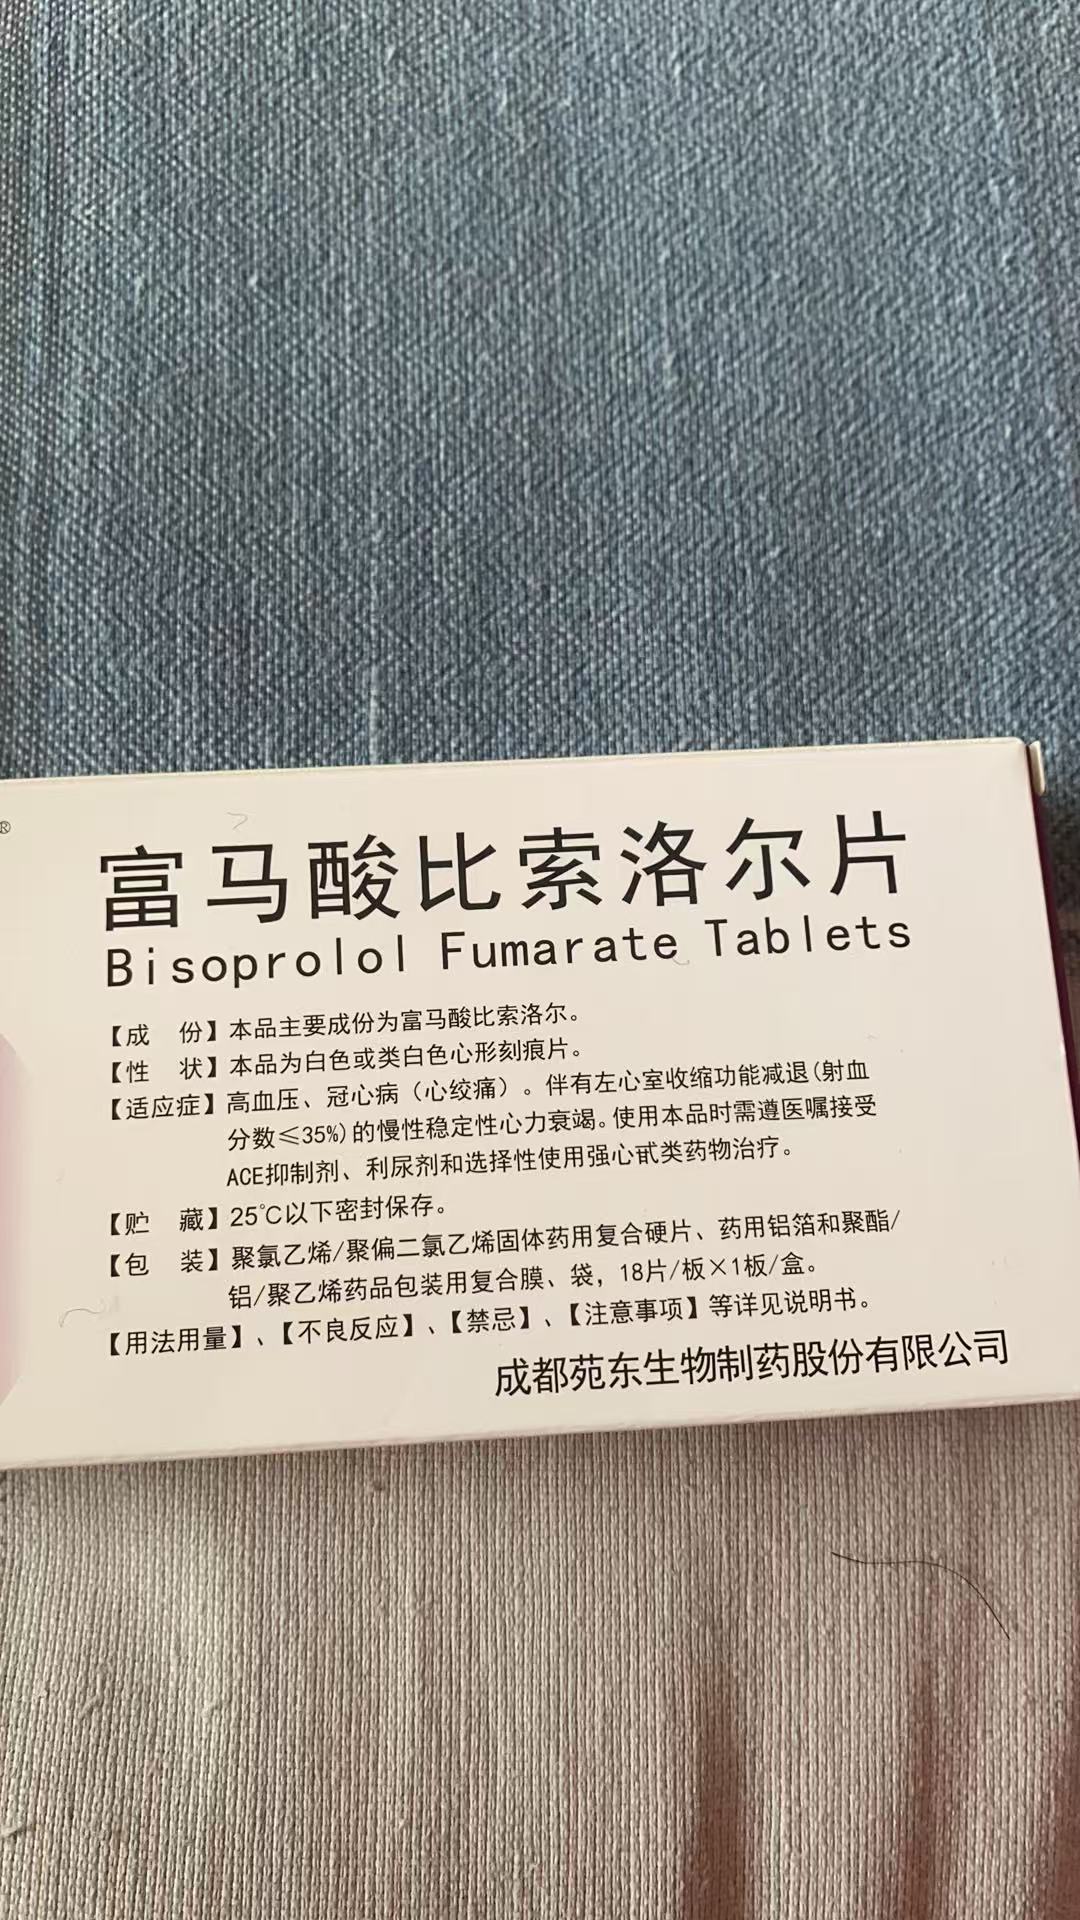 ®
富马酸比索洛尔片
Bisoprolol Fumarate Tablets
【成 份】本品主要成份为富马酸比索洛尔。
【性 状】本品为白色或类白色心形刻痕片。
【适应症】高血压、冠心病（心绞痛）。伴有左心室收缩功能减退(射血
分数≤35%)的慢性稳定性心力衰竭。使用本品时需遵医嘱接受
ACE抑制剂、利尿剂和选择性使用强心甙类药物治疗。
【贮 藏】25℃以下密封保存。
【包 装】聚氯乙烯/聚偏二氯乙烯固体药用复合硬片、药用铝箔和聚酯/
铝/聚乙烯药品包装用复合膜、袋，18片/板×1板/盒。
【用法用量】、【不良反应】、【禁忌】、【注意事项】等详见说明书。
成都苑东生物制药股份有限公司